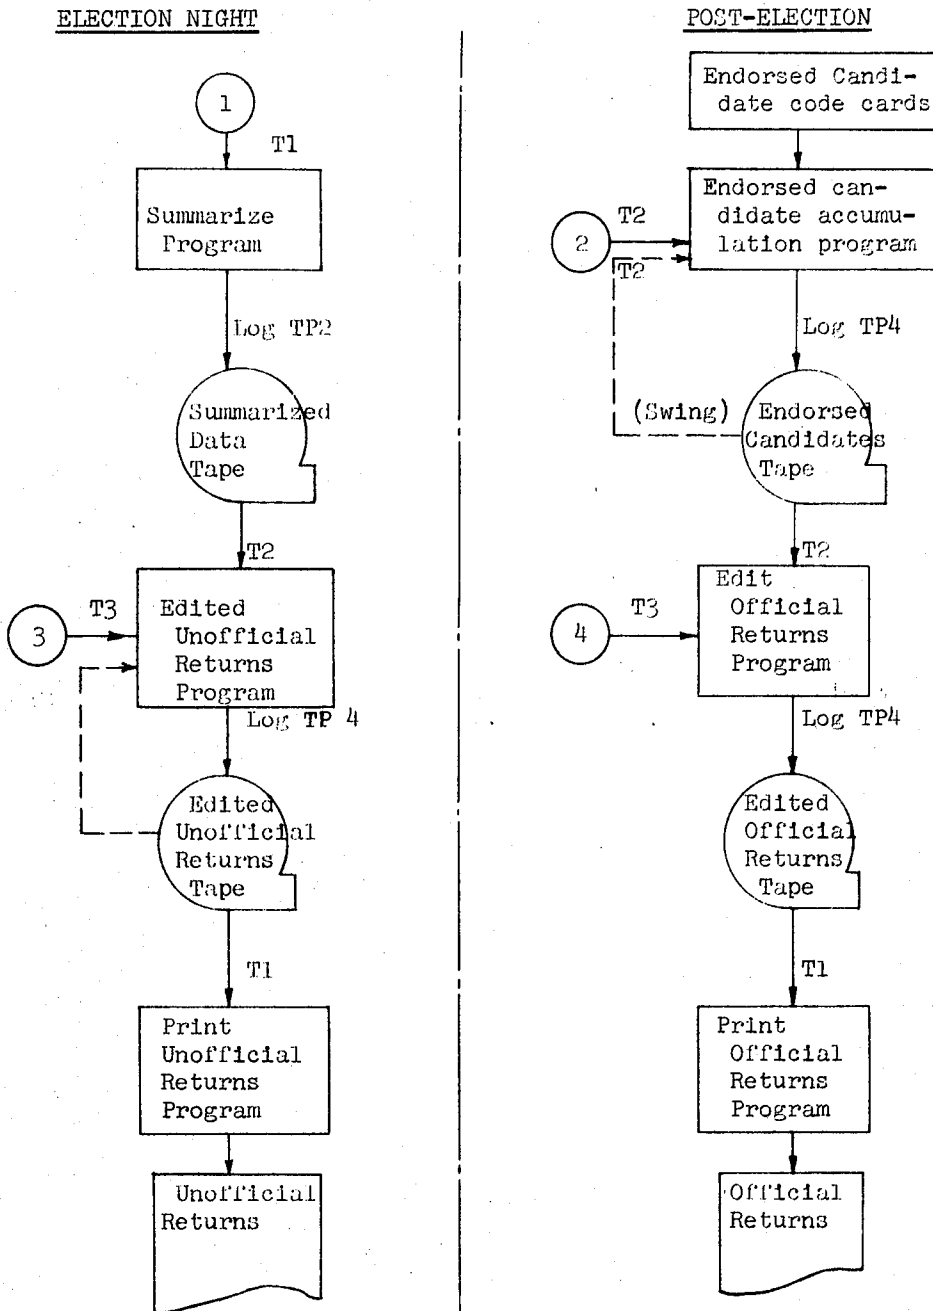 ELECTION NIGHT
1
T1
Summarize
Program
Log TP2
Summarized
Data
Tape
T2
3
T3
Edited
Unofficial
Returns
Program
Log TP 4
Edited
Unofficial
Returns
Tape
T1
Print
Unofficial
Returns
Program
Unofficial
Returns
POST-ELECTION
Endorsed Candi-
date code cards
Endorsed can-
didate accumu-
lation program
2
T2
T2
Log TP4
(Swing)
Endorsed
Candidates
Tape
T2
4
T3
Edit
Official
Returns
Program
Log TP4
Edited
Official
Returns
Tape
T1
Print
Official
Returns
Program
Official
Returns